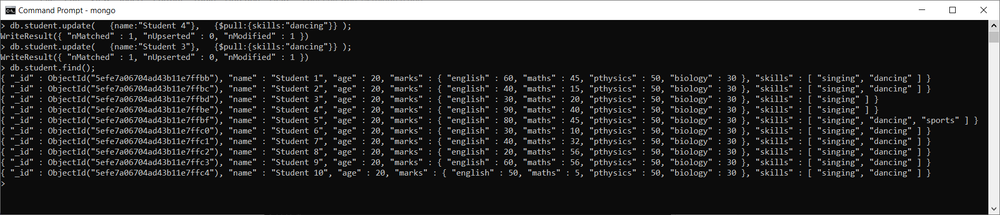 Command Prompt - mongo
> db.student.update(   {name:"Student 4"},   {$pull:{skills:"dancing"}} );
WriteResult({ "nMatched" : 1, "nUpserted" : 0, "nModified" : 1 })
> db.student.update(   {name:"Student 3"},   {$pull:{skills:"dancing"}} );
WriteResult({ "nMatched" : 1, "nUpserted" : 0, "nModified" : 1 })
> db.student.find();
{ "_id" : ObjectId("5efe7a06704ad43b11e7ffbb"), "name" : "Student 1", "age" : 20, "marks" : { "english" : 60, "maths" : 45, "pthysics" : 50, "biology" : 30 }, "skills" : [ "singing", "dancing" ] }
{ "_id" : ObjectId("5efe7a06704ad43b11e7ffbc"), "name" : "Student 2", "age" : 20, "marks" : { "english" : 40, "maths" : 15, "pthysics" : 50, "biology" : 30 }, "skills" : [ "singing", "dancing" ] }
{ "_id" : ObjectId("5efe7a06704ad43b11e7ffbd"), "name" : "Student 3", "age" : 20, "marks" : { "english" : 30, "maths" : 20, "pthysics" : 50, "biology" : 30 }, "skills" : [ "singing" ] }
{ "_id" : ObjectId("5efe7a06704ad43b11e7ffbe"), "name" : "Student 4", "age" : 20, "marks" : { "english" : 90, "maths" : 40, "pthysics" : 50, "biology" : 30 }, "skills" : [ "singing" ] }
{ "_id" : ObjectId("5efe7a06704ad43b11e7ffbf"), "name" : "Student 5", "age" : 20, "marks" : { "english" : 80, "maths" : 45, "pthysics" : 50, "biology" : 30 }, "skills" : [ "singing", "dancing", "sports" ] }
{ "_id" : ObjectId("5efe7a06704ad43b11e7ffc0"), "name" : "Student 6", "age" : 20, "marks" : { "english" : 30, "maths" : 10, "pthysics" : 50, "biology" : 30 }, "skills" : [ "singing", "dancing" ] }
{ "_id" : ObjectId("5efe7a06704ad43b11e7ffc1"), "name" : "Student 7", "age" : 20, "marks" : { "english" : 40, "maths" : 32, "pthysics" : 50, "biology" : 30 }, "skills" : [ "singing", "dancing" ] }
{ "_id" : ObjectId("5efe7a06704ad43b11e7ffc2"), "name" : "Student 8", "age" : 20, "marks" : { "english" : 20, "maths" : 56, "pthysics" : 50, "biology" : 30 }, "skills" : [ "singing", "dancing" ] }
{ "_id" : ObjectId("5efe7a06704ad43b11e7ffc3"), "name" : "Student 9", "age" : 20, "marks" : { "english" : 60, "maths" : 56, "pthysics" : 50, "biology" : 30 }, "skills" : [ "singing", "dancing" ] }
{ "_id" : ObjectId("5efe7a06704ad43b11e7ffc4"), "name" : "Student 10", "age" : 20, "marks" : { "english" : 50, "maths" : 5, "pthysics" : 50, "biology" : 30 }, "skills" : [ "singing", "dancing" ] }
>